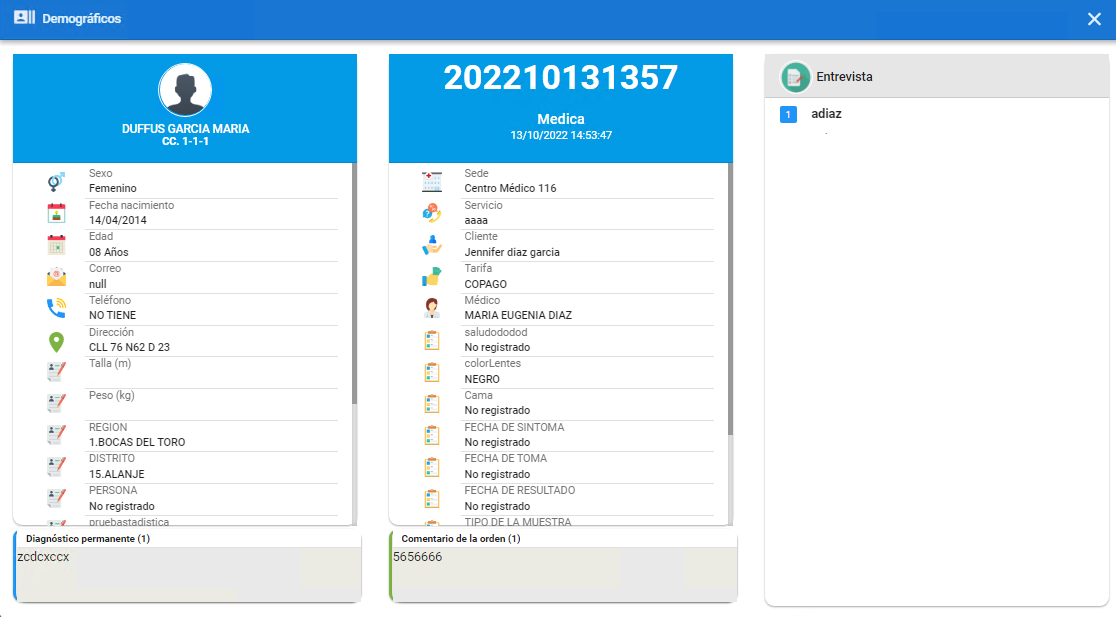 Demográficos
DUFFUS GARCIA MARIA
CC. 1-1-1
Sexo
Femenino
Fecha nacimiento
14/04/2014
Edad
08 Años
Correo
null
Teléfono
NO TIENE
Dirección
CLL 76 N62 D 23
Talla (m)
Peso (kg)
REGION
1.BOCAS DEL TORO
DISTRITO
15.ALANJE
PERSONA
No registrado
pruebastadistica
Diagnóstico permanente (1)
zcdcxccx
202210131357
Medica
13/10/2022 14:53:47
Sede
Centro Médico 116
Servicio
aaaa
Cliente
Jennifer diaz garcia
Tarifa
COPAGO
Médico
MARIA EUGENIA DIAZ
saludododod
No registrado
colorLentes
NEGRO
Cama
No registrado
FECHA DE SINTOMA
No registrado
FECHA DE TOMA
No registrado
FECHA DE RESULTADO
No registrado
TIPO DE LA MUESTRA
Comentario de la orden (1)
5656666
Entrevista
1 adiaz
.